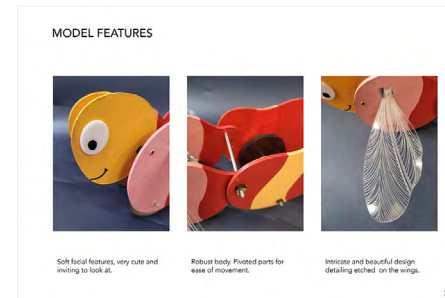 MODEL FEATURES
Soft facial features, very cute and
inviting to look at.
Robust body. Pivoted parts for
ease of movement.
Intricate and beautiful design
detailing etched on the wings.